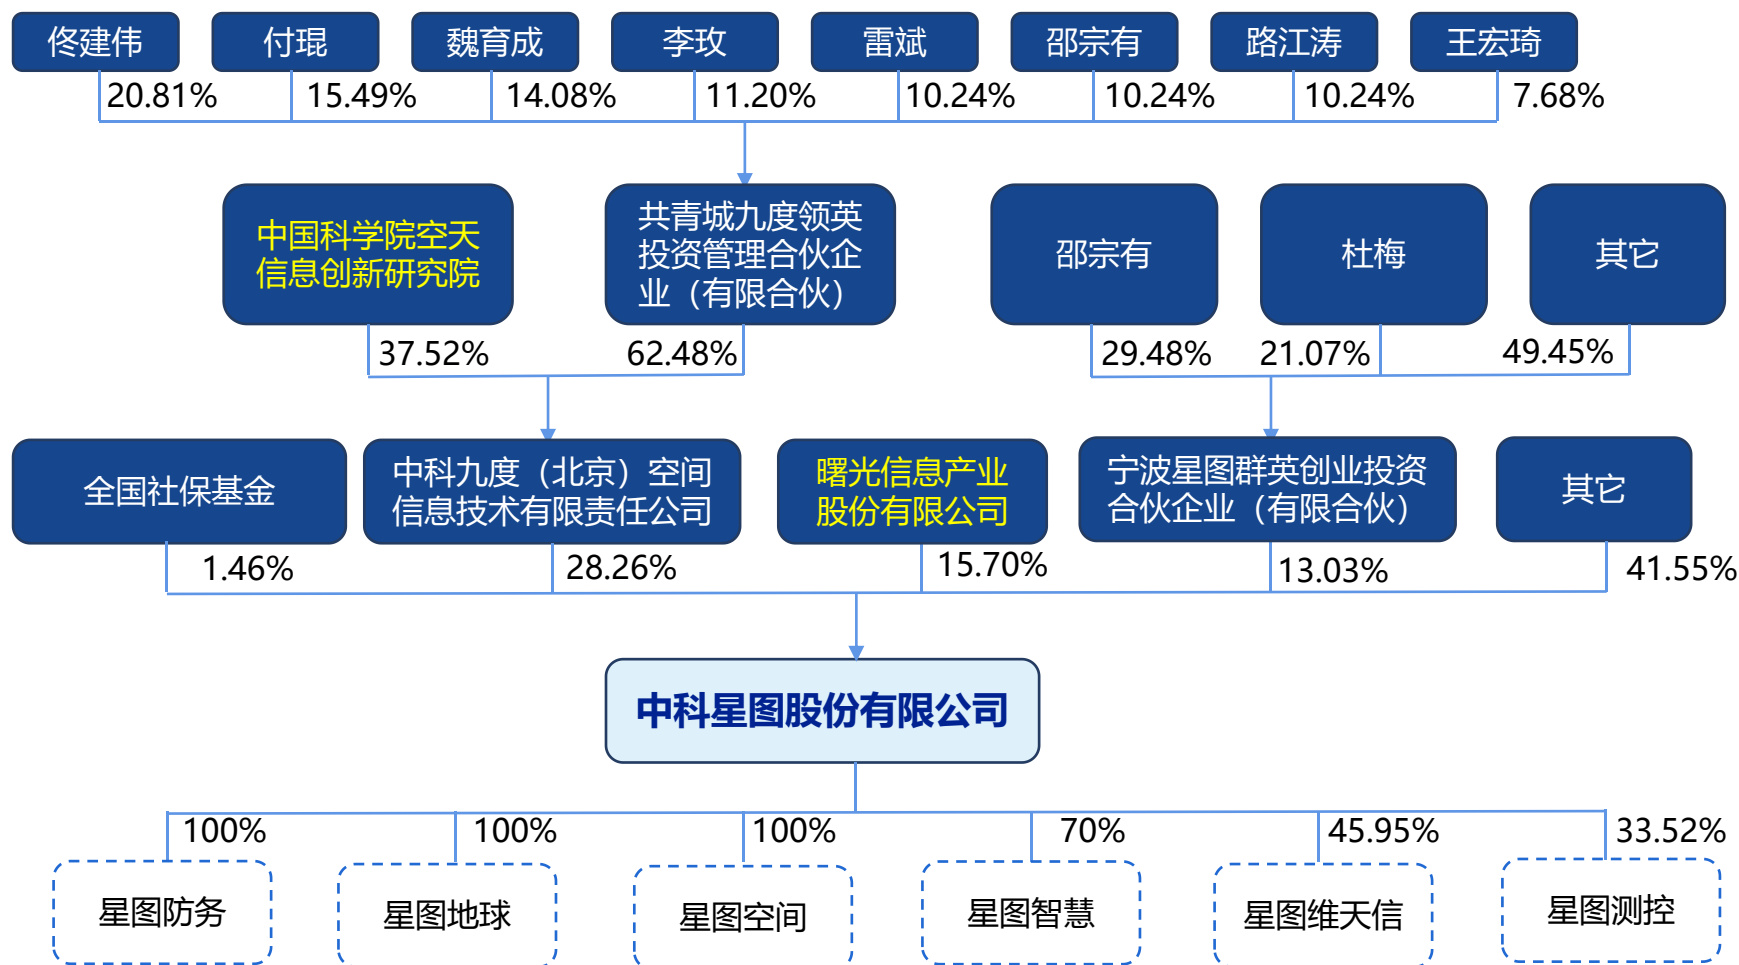 佟建伟
付琨
魏育成
李玫
雷斌
邵宗有
路江涛
王宏琦
20.81%
15.49%
14.08%
11.20%
10.24%
10.24%
10.24%
7.68%
中国科学院空天
信息创新研究院
共青城九度领英
投资管理合伙企
业（有限合伙）
邵宗有
杜梅
其它
37.52%
62.48%
29.48%
21.07%
49.45%
全国社保基金
中科九度（北京）空间
信息技术有限责任公司
曙光信息产业
股份有限公司
宁波星图群英创业投资
合伙企业（有限合伙）
其它
1.46%
28.26%
15.70%
13.03%
41.55%
中科星图股份有限公司
100%
100%
100%
70%
45.95%
33.52%
星图防务
星图地球
星图空间
星图智慧
星图维天信
星图测控